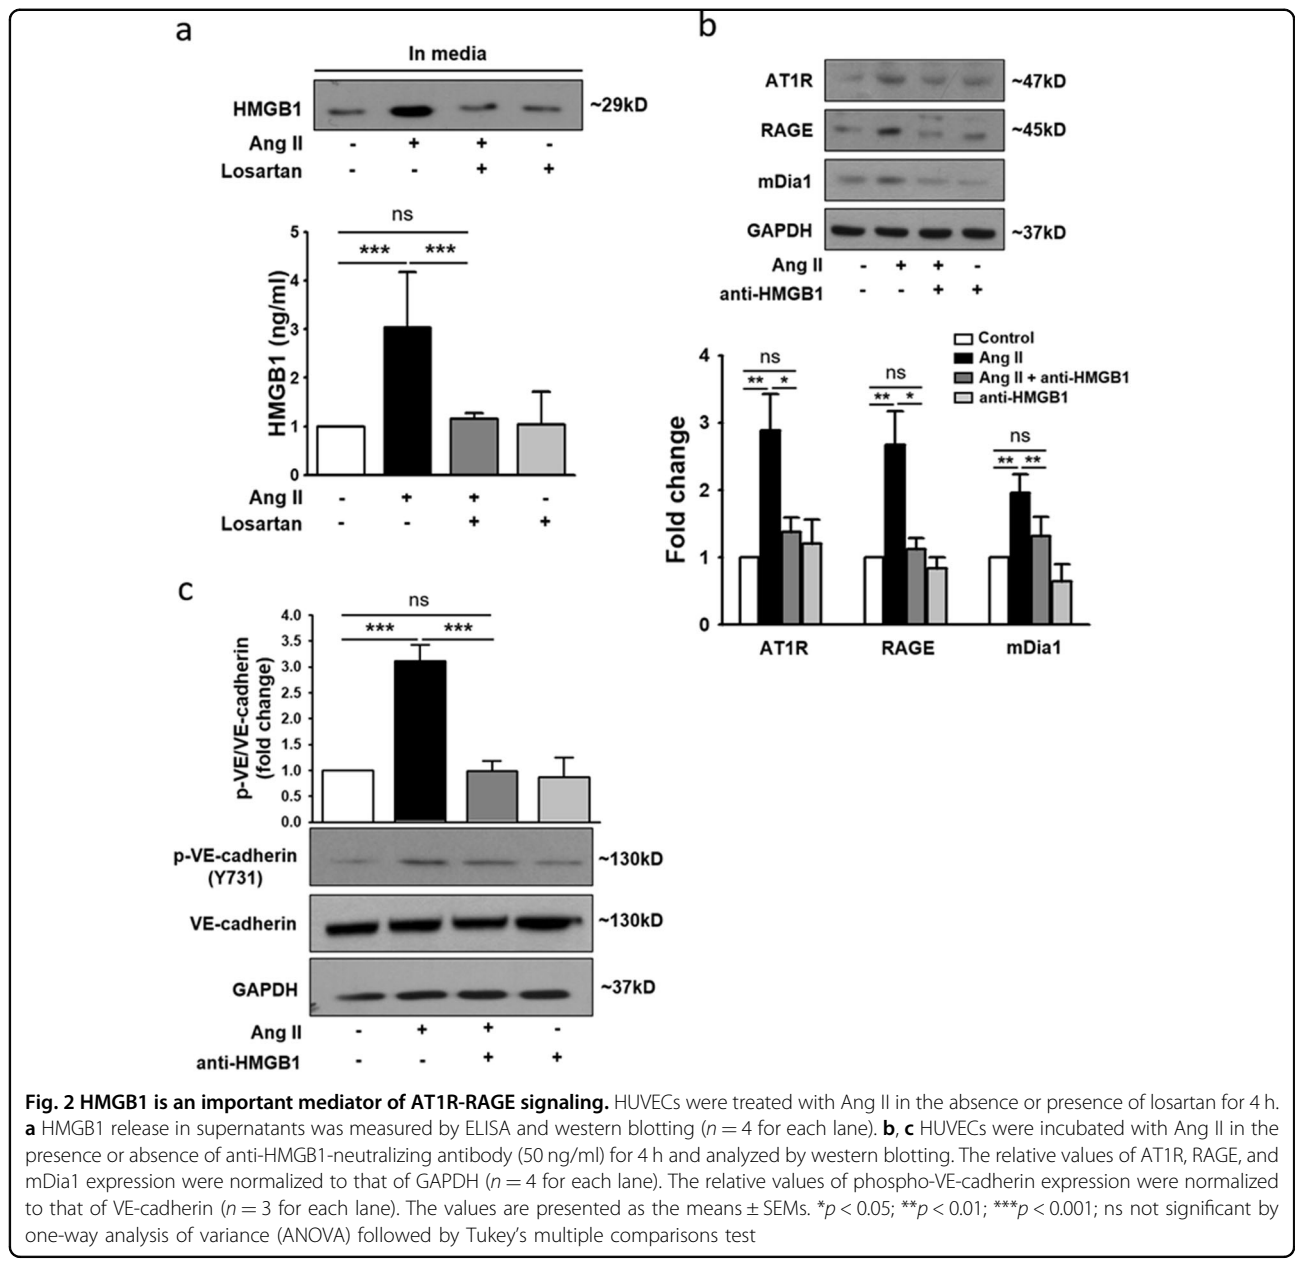 a
In media
HMGB1
~29kD
Ang II - + + -
Losartan - - + +
ns
*** ***
HMGB1 (ng/ml)
5
4
3
2
1
0
Ang II - + + -
Losartan - - + +
b
AT1R ~47kD
RAGE ~45kD
mDia1
GAPDH ~37kD
Ang II - + + -
anti-HMGB1 - - + +
Control
Ang II
Ang II + anti-HMGB1
anti-HMGB1
Fold change
4
3
2
1
0
ns
** *
ns
** *
ns
** **
AT1R RAGE mDia1
c
ns
*** ***
p-VE/VE-cadherin
(fold change)
4.0
3.5
3.0
2.5
2.0
1.5
1.0
0.5
0.0
p-VE-cadherin
(Y731)
~130kD
VE-cadherin ~130kD
GAPDH ~37kD
Ang II - + + -
anti-HMGB1 - - + +
Fig. 2 HMGB1 is an important mediator of AT1R-RAGE signaling. HUVECs were treated with Ang II in the absence or presence of losartan for 4 h.
a HMGB1 release in supernatants was measured by ELISA and western blotting (n = 4 for each lane). b, c HUVECs were incubated with Ang II in the
presence or absence of anti-HMGB1-neutralizing antibody (50 ng/ml) for 4 h and analyzed by western blotting. The relative values of AT1R, RAGE, and
mDia1 expression were normalized to that of GAPDH (n = 4 for each lane). The relative values of phospho-VE-cadherin expression were normalized
to that of VE-cadherin (n = 3 for each lane). The values are presented as the means ± SEMs. *p < 0.05; **p < 0.01; ***p < 0.001; ns not significant by
one-way analysis of variance (ANOVA) followed by Tukey’s multiple comparisons test